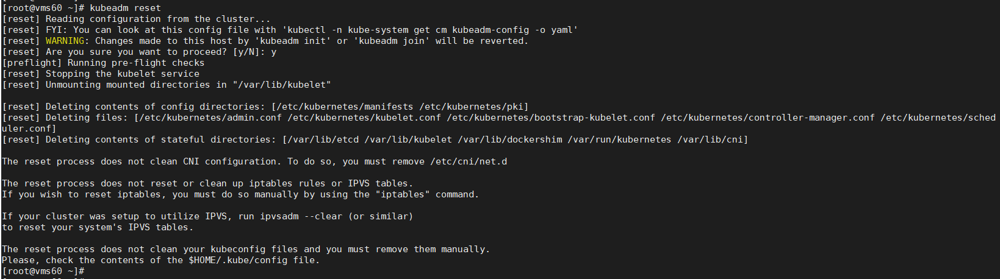 [root@vms60 ~]# kubeadm reset
[reset] Reading configuration from the cluster...
[reset] FYI: You can look at this config file with 'kubectl -n kube-system get cm kubeadm-config -o yaml'
[reset] WARNING: Changes made to this host by 'kubeadm init' or 'kubeadm join' will be reverted.
[reset] Are you sure you want to proceed? [y/N]: y
[preflight] Running pre-flight checks
[reset] Stopping the kubelet service
[reset] Unmounting mounted directories in "/var/lib/kubelet"
[reset] Deleting contents of config directories: [/etc/kubernetes/manifests /etc/kubernetes/pki]
[reset] Deleting files: [/etc/kubernetes/admin.conf /etc/kubernetes/kubelet.conf /etc/kubernetes/bootstrap-kubelet.conf /etc/kubernetes/controller-manager.conf /etc/kubernetes/sched
uler.conf]
[reset] Deleting contents of stateful directories: [/var/lib/etcd /var/lib/kubelet /var/lib/dockershim /var/run/kubernetes /var/lib/cni]
The reset process does not clean CNI configuration. To do so, you must remove /etc/cni/net.d
The reset process does not reset or clean up iptables rules or IPVS tables.
If you wish to reset iptables, you must do so manually by using the "iptables" command.
If your cluster was setup to utilize IPVS, run ipvsadm --clear (or similar)
to reset your system's IPVS tables.
The reset process does not clean your kubeconfig files and you must remove them manually.
Please, check the contents of the $HOME/.kube/config file.
[root@vms60 ~]#